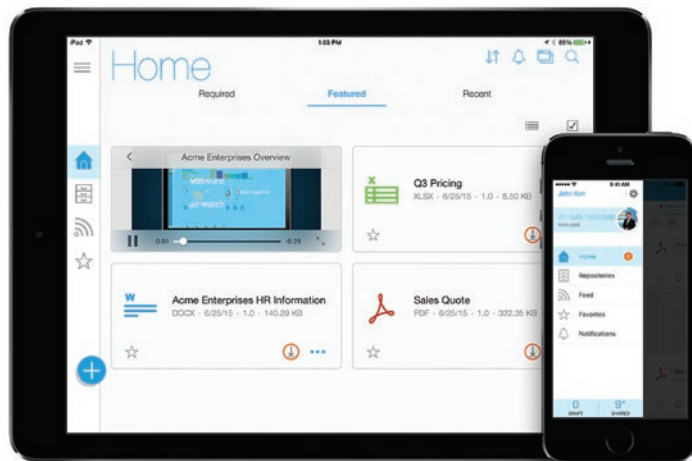 iPad
1:03 PM
89%
Home
Required
Featured
Recent
Acme Enterprises Overview
vmware
airwatch
0:01
-0:29
X
Q3 Pricing
XLSX - 6/25/15 - 1.0 - 8.50 KB
W
Acme Enterprises HR Information
DOCX - 6/25/15 - 1.0 - 140.29 KB
Sales Quote
PDF - 6/25/15 - 1.0 - 322.35 KB
9:41 AM
John Kim
Home
Repositories
Feed
Favorites
Notifications
0
DRAFT
9+
SHARED